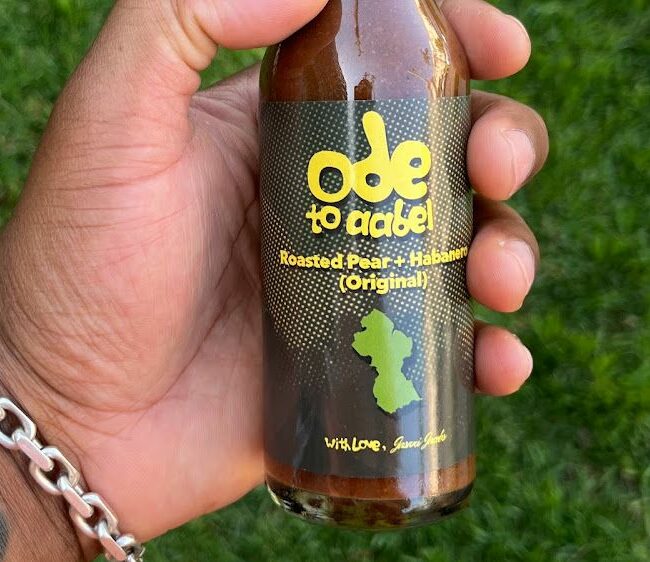 ode
to aabel
Roasted Pear + Habanero
(Original)
With Love,